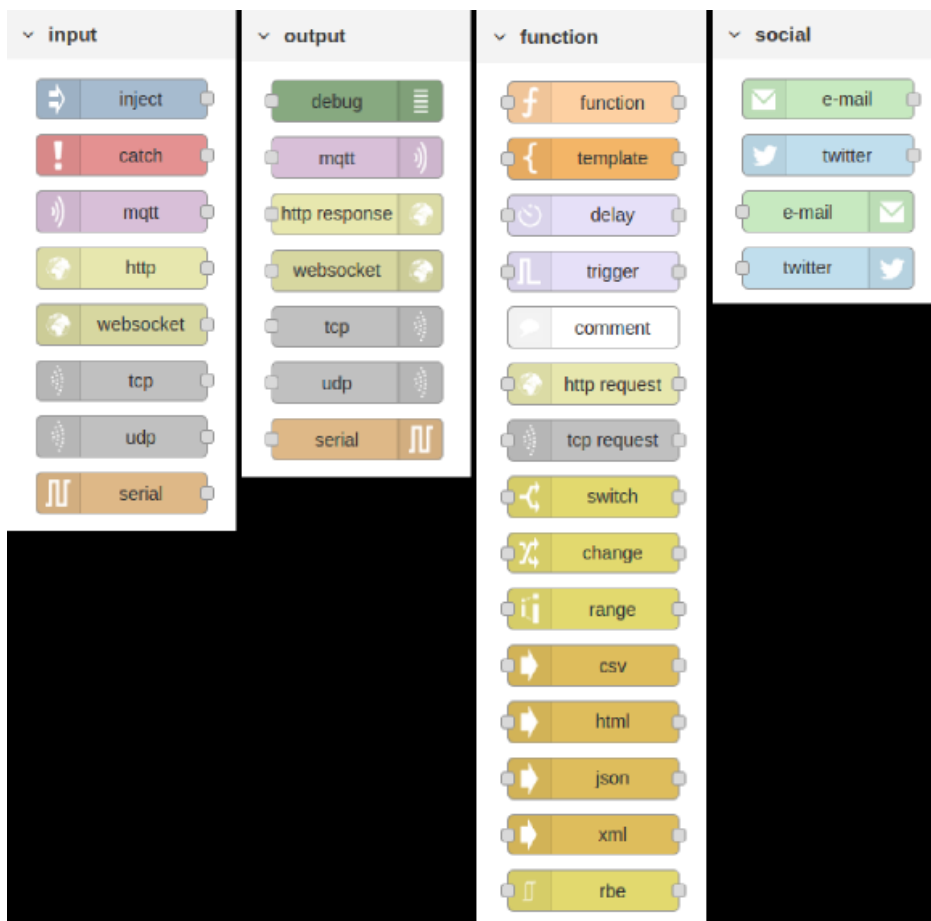 input
inject
catch
mqtt
http
websocket
tcp
udp
serial
output
debug
mqtt
http response
websocket
tcp
udp
serial
function
function
template
delay
trigger
comment
http request
tcp request
switch
change
range
csv
html
json
xml
rbe
social
e-mail
twitter
e-mail
twitter